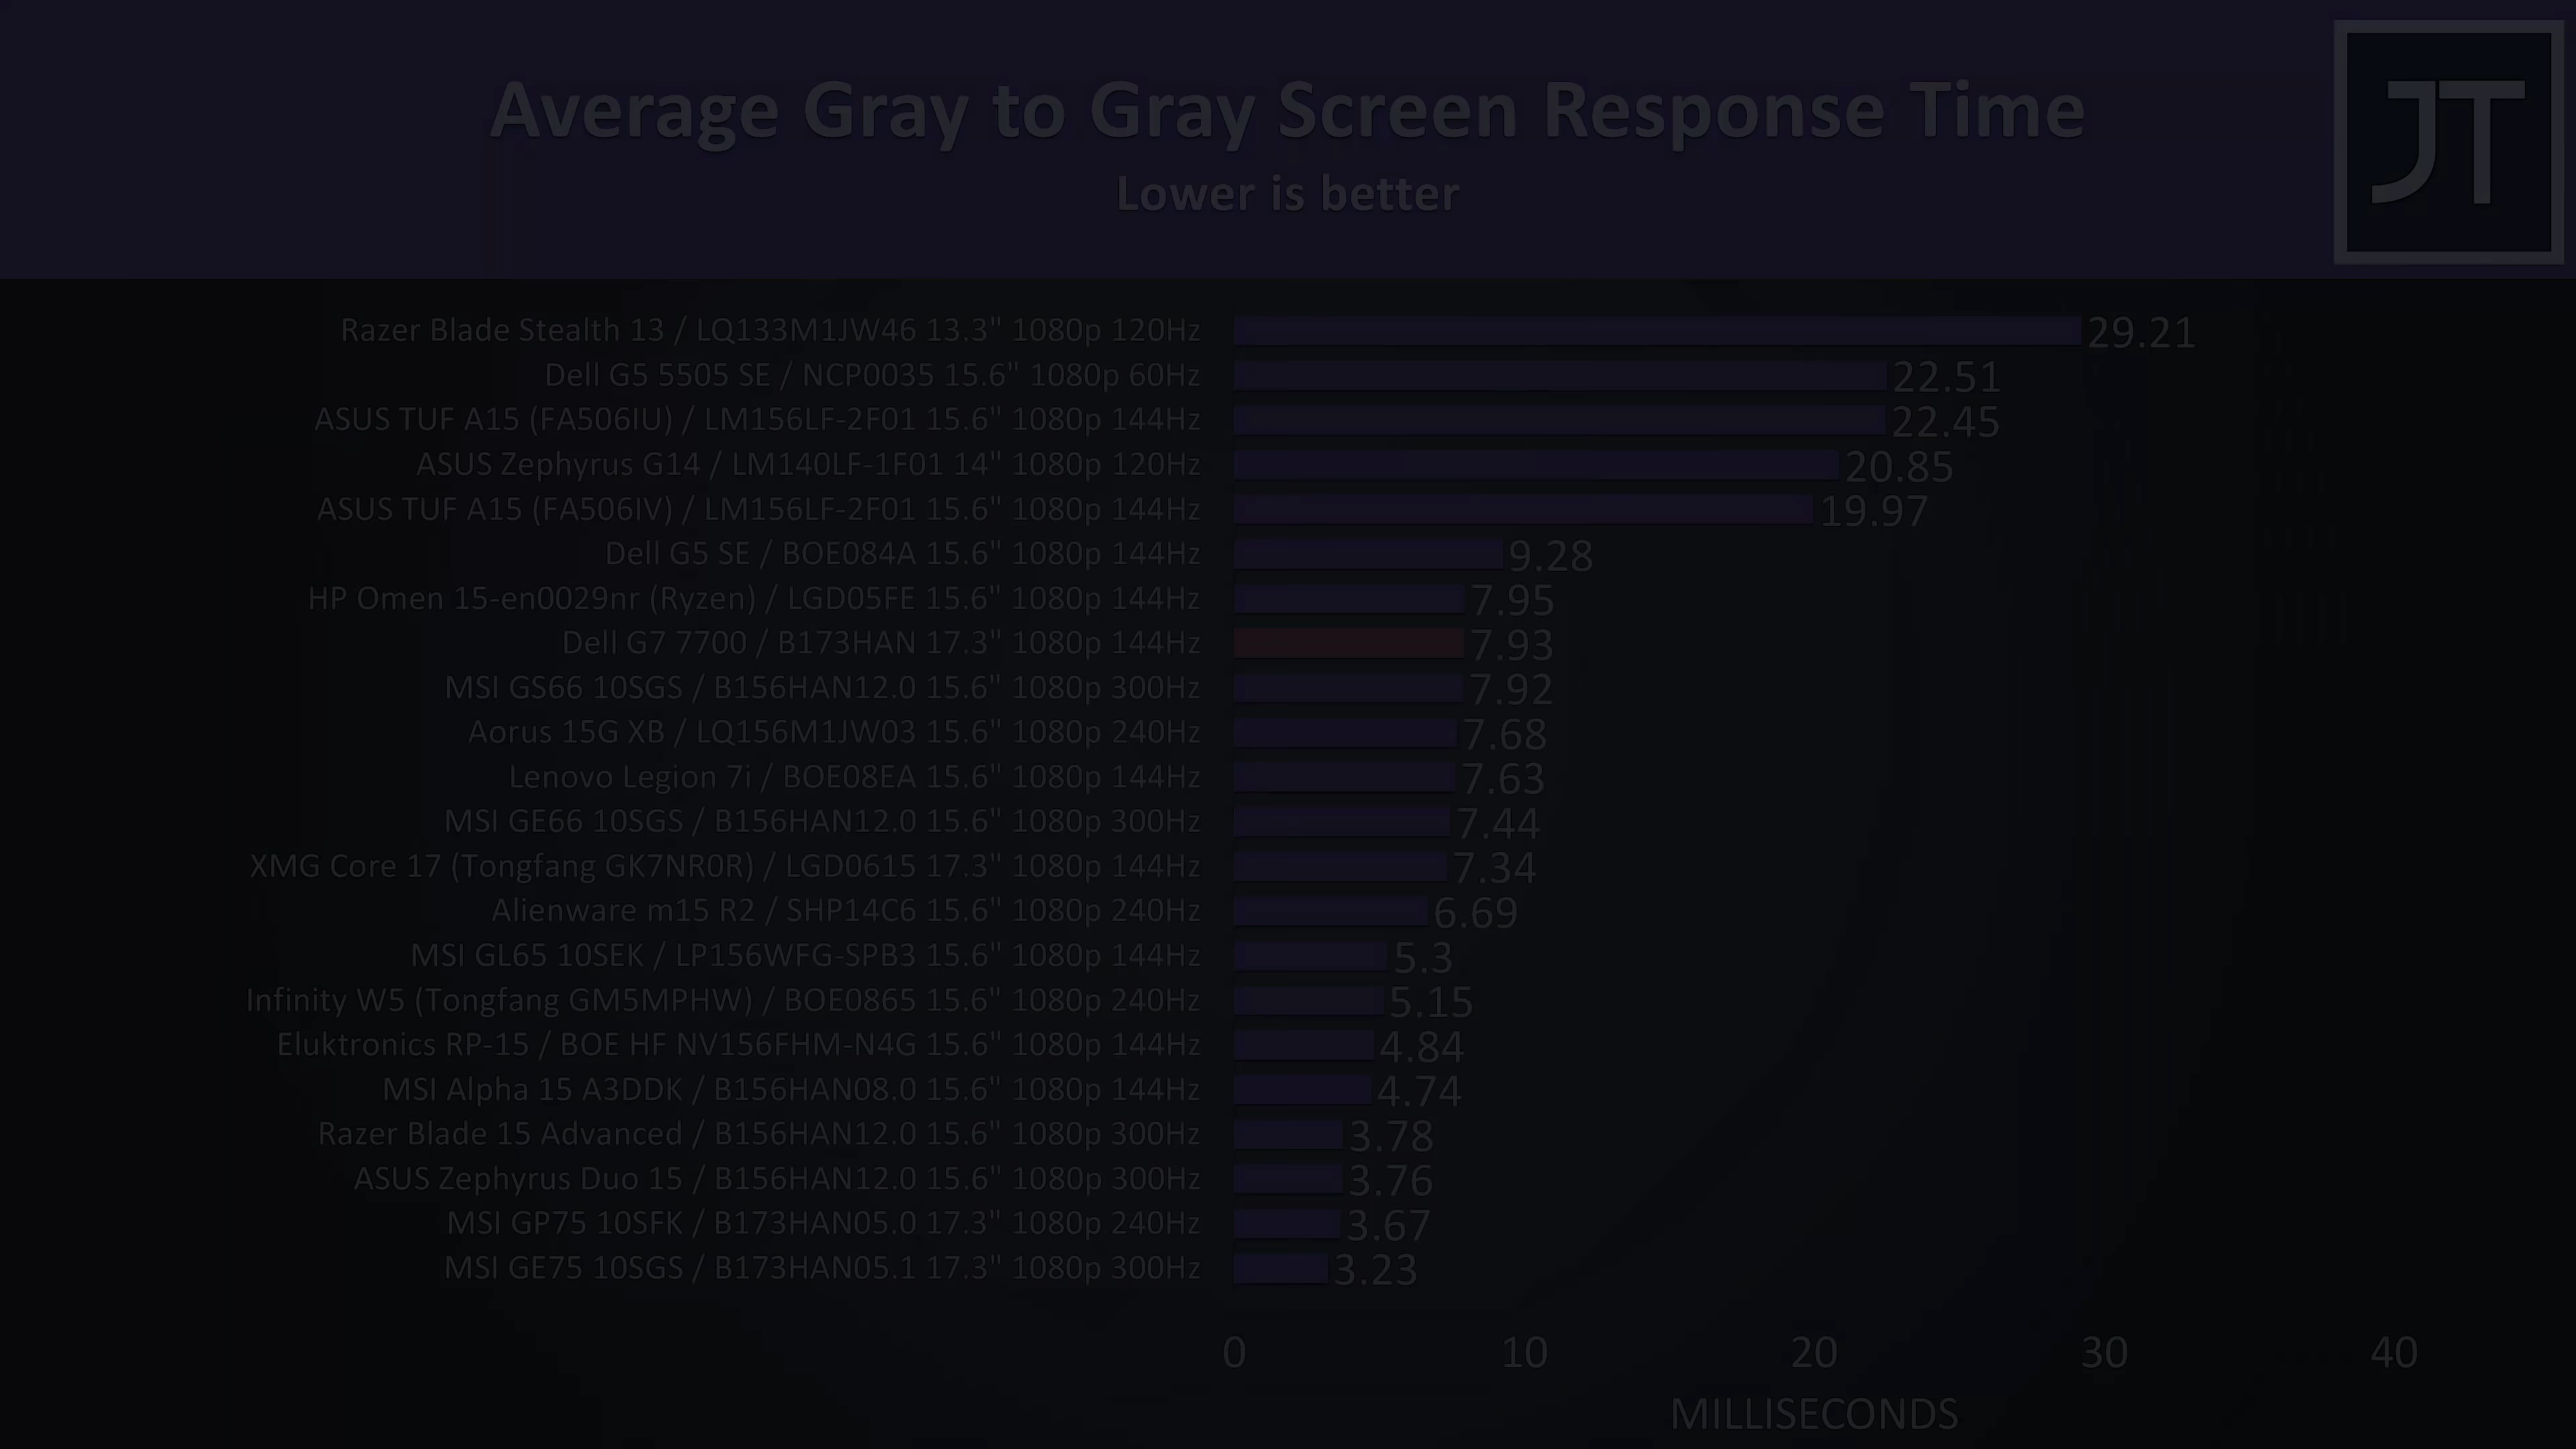 Average Gray to Gray Screen Response Time
Lower is better
JT
Razer Blade Stealth 13 / LQ133M1JW46 13.3" 1080p 120Hz 29.21
Dell G5 5505 SE / NCP0035 15.6" 1080p 60Hz 22.51
ASUS TUF A15 (FA506IU) / LM156LF-2F01 15.6" 1080p 144Hz 22.45
ASUS Zephyrus G14 / LM140LF-1F01 14" 1080p 120Hz 20.85
ASUS TUF A15 (FA506IV) / LM156LF-2F01 15.6" 1080p 144Hz 19.97
Dell G5 SE / BOE084A 15.6" 1080p 144Hz 9.28
HP Omen 15-en0029nr (Ryzen) / LGD05FE 15.6" 1080p 144Hz 7.95
Dell G7 7700 / B173HAN 17.3" 1080p 144Hz 7.93
MSI GS66 10SGS / B156HAN12.0 15.6" 1080p 300Hz 7.92
Aorus 15G XB / LQ156M1JW03 15.6" 1080p 240Hz 7.68
Lenovo Legion 7i / BOE08EA 15.6" 1080p 144Hz 7.63
MSI GE66 10SGS / B156HAN12.0 15.6" 1080p 300Hz 7.44
XMG Core 17 (Tongfang GK7NR0R) / LGD0615 17.3" 1080p 144Hz 7.34
Alienware m15 R2 / SHP14C6 15.6" 1080p 240Hz 6.69
MSI GL65 10SEK / LP156WFG-SPB3 15.6" 1080p 144Hz 5.3
Infinity W5 (Tongfang GM5MPHW) / BOE0865 15.6" 1080p 240Hz 5.15
Eluktronics RP-15 / BOE HF NV156FHM-N4G 15.6" 1080p 144Hz 4.84
MSI Alpha 15 A3DDK / B156HAN08.0 15.6" 1080p 144Hz 4.74
Razer Blade 15 Advanced / B156HAN12.0 15.6" 1080p 300Hz 3.78
ASUS Zephyrus Duo 15 / B156HAN12.0 15.6" 1080p 300Hz 3.76
MSI GP75 10SFK / B173HAN05.0 17.3" 1080p 240Hz 3.67
MSI GE75 10SGS / B173HAN05.1 17.3" 1080p 300Hz 3.23
0 10 20 30 40
MILLISECONDS